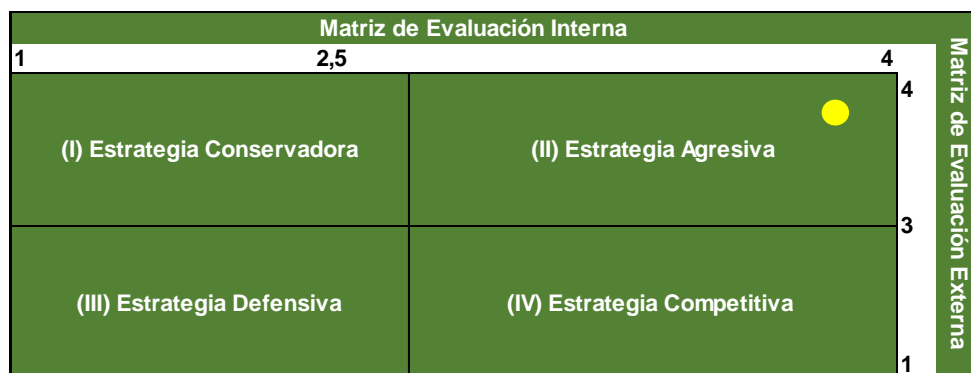 Matriz de Evaluación Interna
1 2,5 4
Matriz de Evaluación Externa
4
(I) Estrategia Conservadora
(II) Estrategia Agresiva
3
(III) Estrategia Defensiva
(IV) Estrategia Competitiva
1